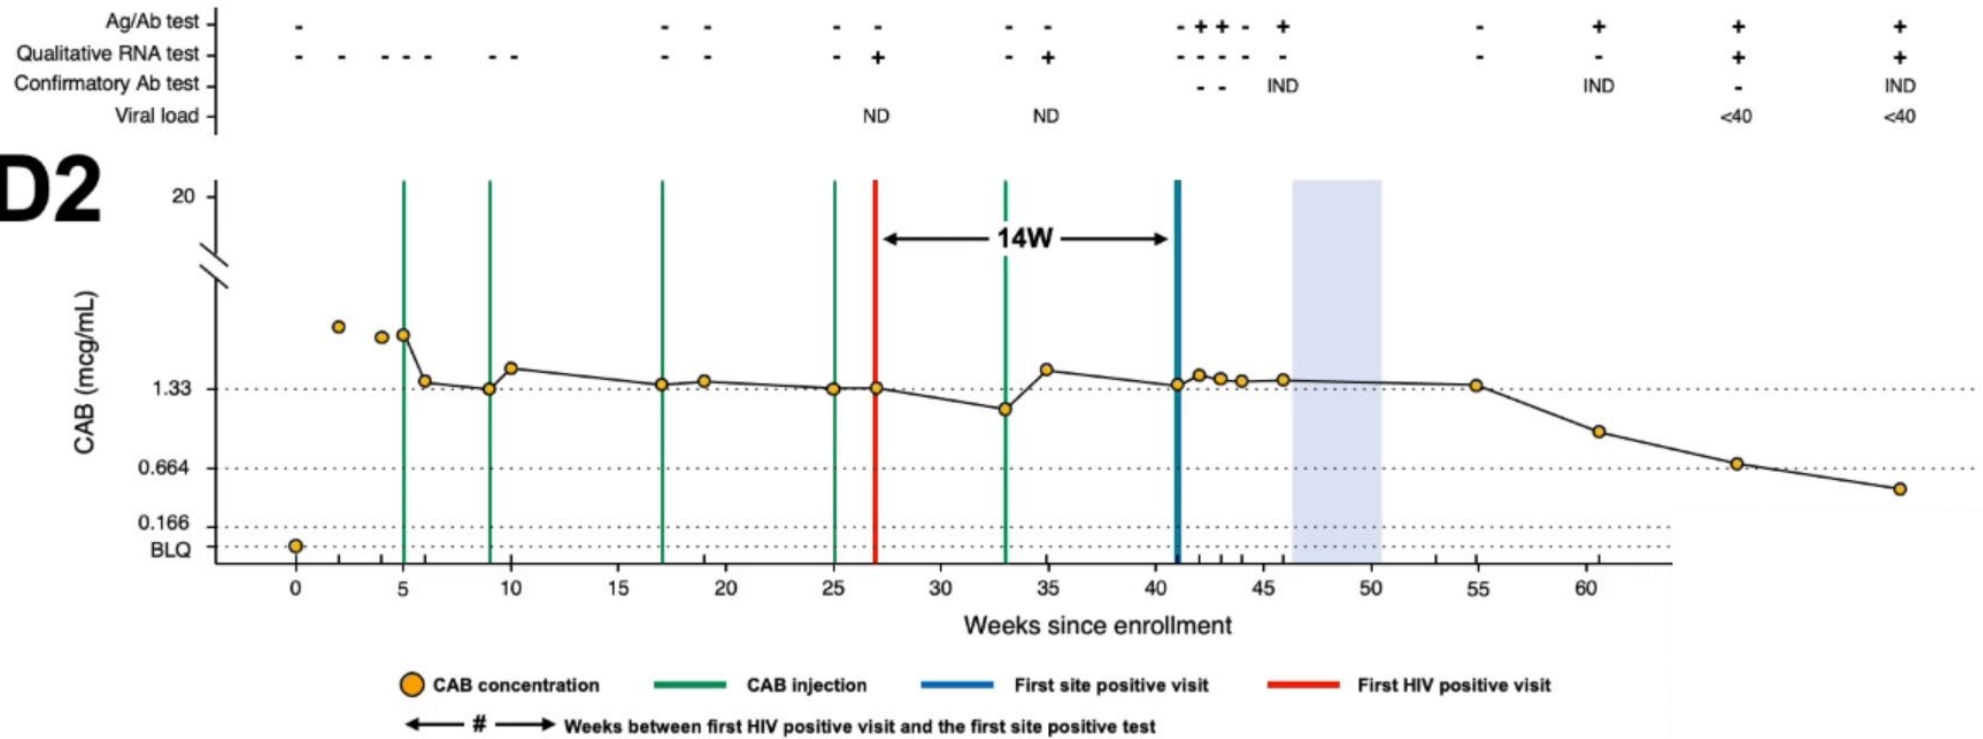 Ag/Ab test - - - - - - - - + + - + - + + +
Qualitative RNA test - - - - - - - - - - + - + - - - - - - - + +
Confirmatory Ab test - - IND IND - IND
Viral load ND ND <40 <40
D2
20
14W
CAB (mcg/mL)
1.33
0.664
0.166
BLQ
0 5 10 15 20 25 30 35 40 45 50 55 60
Weeks since enrollment
CAB concentration CAB injection First site positive visit First HIV positive visit
# Weeks between first HIV positive visit and the first site positive test